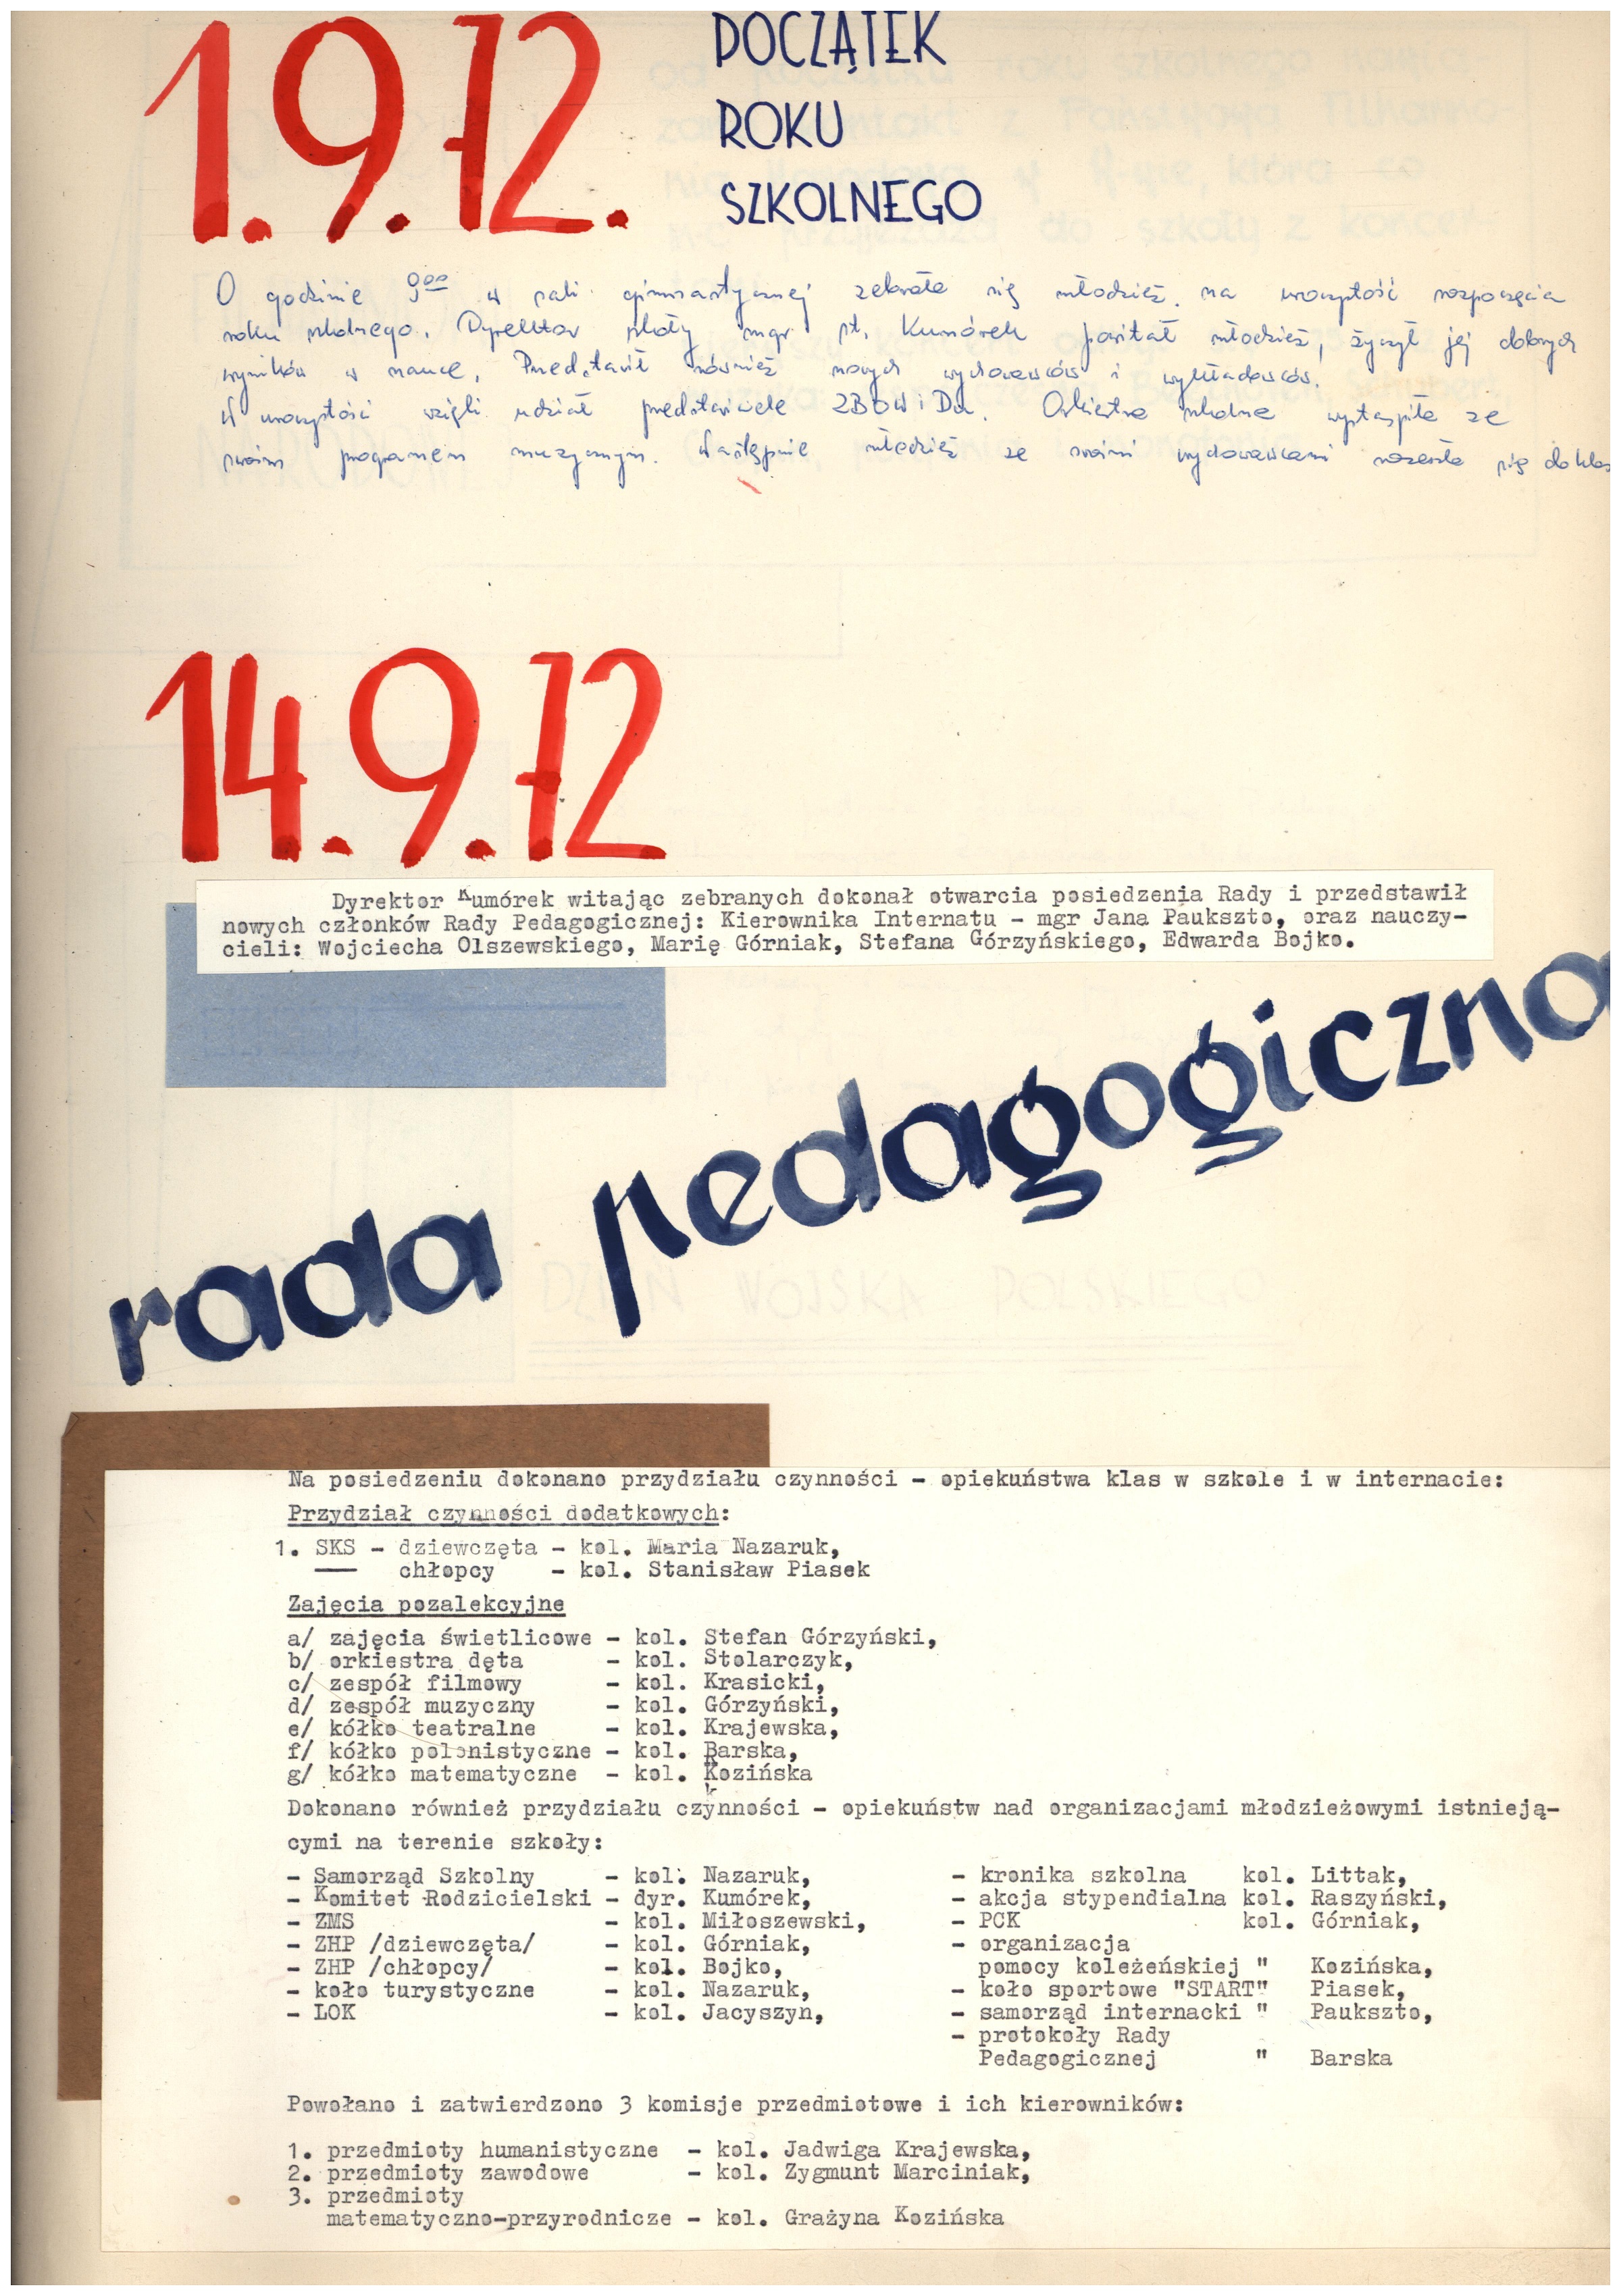 1.9.72.
POCZĄTEK
ROKU
SZKOLNEGO
O godzinie 9⁰⁰ w sali gimnastycznej zebrała się młodzież na uroczystość rozpoczęcia
roku szkolnego. Dyrektor szkoły mgr st. Kumórek powitał młodzież, życzył jej dobrych
wyników w nauce. Przedstawił również nowych wychowawców i wykładowców.
W uroczystości wzięli udział przedstawiciele ZBOWiDu. Orkiestra szkolna wystąpiła ze
swoim programem muzycznym. Następnie młodzież ze swoimi wychowawcami rozeszła się do klas
14.9.72
Dyrektor Kumórek witając zebranych dokonał otwarcia posiedzenia Rady i przedstawił
nowych członków Rady Pedagogicznej: Kierownika Internatu - mgr Jana Paukszto, oraz nauczy-
cieli: Wojciecha Olszewskiego, Marię Górniak, Stefana Górzyńskiego, Edwarda Bojko.
rada pedagogiczna
Na posiedzeniu dokonano przydziału czynności - opiekuństwa klas w szkole i w internacie:
Przydział czynności dodatkowych:
1. SKS - dziewczęta - kol. Maria Nazaruk,
— chłopcy - kol. Stanisław Piasek
Zajęcia pozalekcyjne
a/ zajęcia świetlicowe - kol. Stefan Górzyński,
b/ orkiestra dęta - kol. Stolarczyk,
c/ zespół filmowy - kol. Krasicki,
d/ zespół muzyczny - kol. Górzyński,
e/ kółko teatralne - kol. Krajewska,
f/ kółko polonistyczne - kol. Barska,
g/ kółko matematyczne - kol. Kozińska
Dokonano również przydziału czynności - opiekuństw nad organizacjami młodzieżowymi istnieją-
cymi na terenie szkoły:
- Samorząd Szkolny - kol. Nazaruk,
- Komitet Rodzicielski - dyr. Kumórek,
- ZMS - kol. Miłoszewski,
- ZHP /dziewczęta/ - kol. Górniak,
- ZHP /chłopcy/ - kol. Bojko,
- koło turystyczne - kol. Nazaruk,
- LOK - kol. Jacyszyn,
- kronika szkolna kol. Littak,
- akcja stypendialna kol. Raszyński,
- PCK kol. Górniak,
- organizacja
pomocy koleżeńskiej " Kozińska,
- koło sportowe "START" Piasek,
- samorząd internacki " Paukszto,
- protokoły Rady
Pedagogicznej " Barska
Powołano i zatwierdzono 3 komisje przedmiotowe i ich kierowników:
1. przedmioty humanistyczne - kol. Jadwiga Krajewska,
2. przedmioty zawodowe - kol. Zygmunt Marciniak,
3. przedmioty
matematyczno-przyrodnicze - kol. Grażyna Kozińska